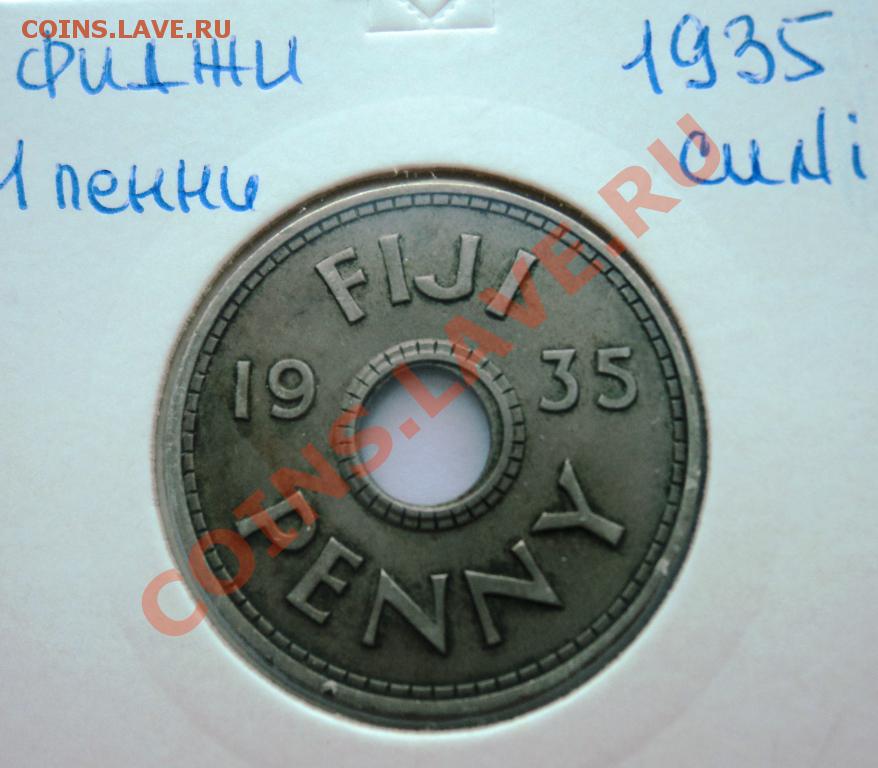 COINS.LAVE.RU
Фиджи 1935
1 пенни CuNi
FIJI
19 35
PENNY
COINS.LAVE.RU